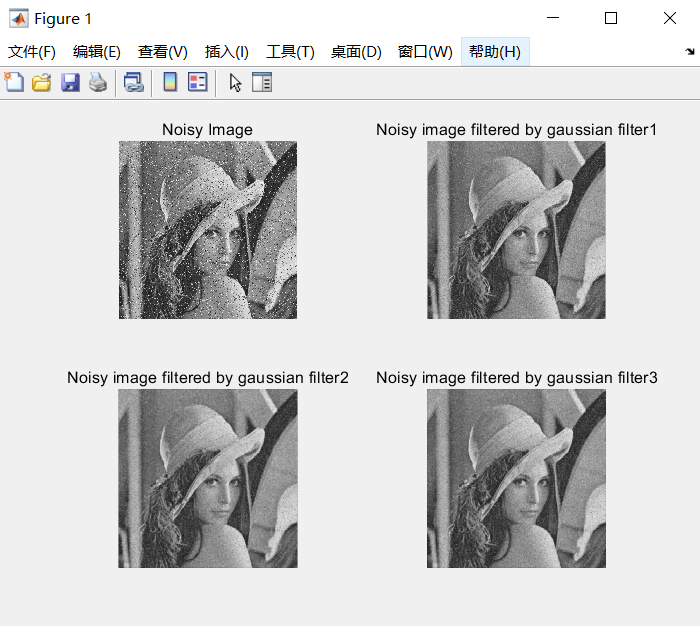 Figure 1
文件(F) 编辑(E) 查看(V) 插入(I) 工具(T) 桌面(D) 窗口(W) 帮助(H)
Noisy Image
Noisy image filtered by gaussian filter1
Noisy image filtered by gaussian filter2
Noisy image filtered by gaussian filter3